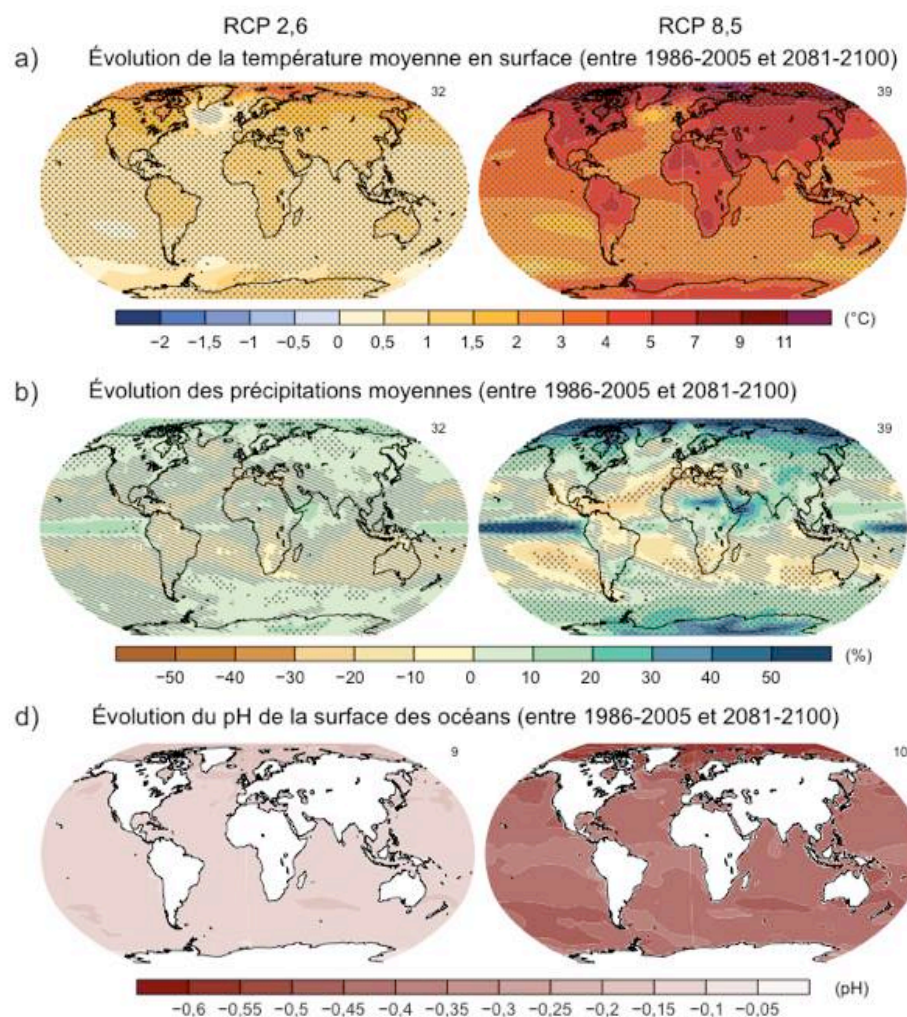 RCP 2,6 RCP 8,5
a) Évolution de la température moyenne en surface (entre 1986-2005 et 2081-2100)
32 39
−2 −1,5 −1 −0,5 0 0,5 1 1,5 2 3 4 5 7 9 11 (°C)
b) Évolution des précipitations moyennes (entre 1986-2005 et 2081-2100)
32 39
−50 −40 −30 −20 −10 0 10 20 30 40 50 (%)
d) Évolution du pH de la surface des océans (entre 1986-2005 et 2081-2100)
9 10
−0,6 −0,55 −0,5 −0,45 −0,4 −0,35 −0,3 −0,25 −0,2 −0,15 −0,1 −0,05 (pH)